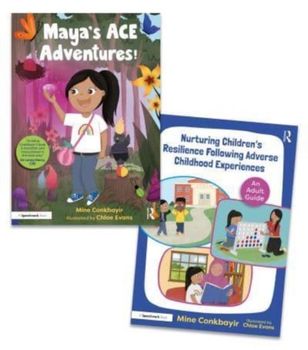 Maya's ACE
Adventures!
Mine Conkbayir
Illustrated by Chloe Evans
Nurturing Children's
Resilience Following Adverse
Childhood Experiences
An
Adult
Guide
Mine Conkbayir
Illustrated by
Chloe Evans